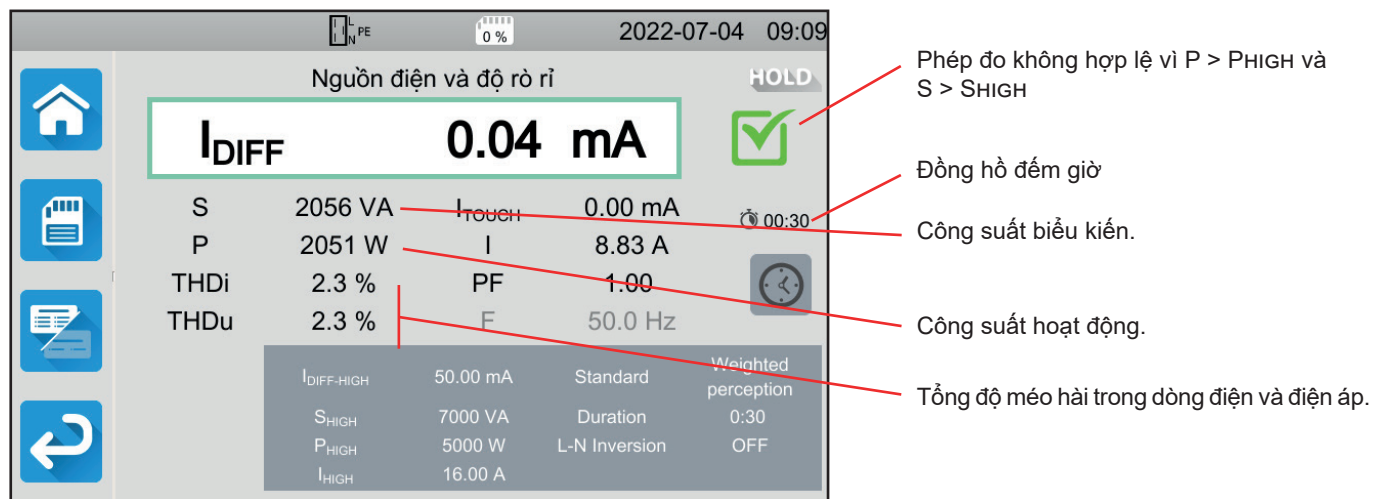 L
N PE
0 %
2022-07-04 09:09
Nguồn điện và độ rò rỉ
HOLD
IDIFF 0.04 mA
S 2056 VA ITOUCH 0.00 mA
00:30
P 2051 W I 8.83 A
THDi 2.3 % PF 1.00
THDu 2.3 % F 50.0 Hz
IDIFF-HIGH 50.00 mA Standard Weighted perception
SHIGH 7000 VA Duration 0:30
PHIGH 5000 W L-N Inversion OFF
IHIGH 16.00 A
Phép đo không hợp lệ vì P > PHIGH và
S > SHIGH
Đồng hồ đếm giờ
Công suất biểu kiến.
Công suất hoạt động.
Tổng độ méo hài trong dòng điện và điện áp.